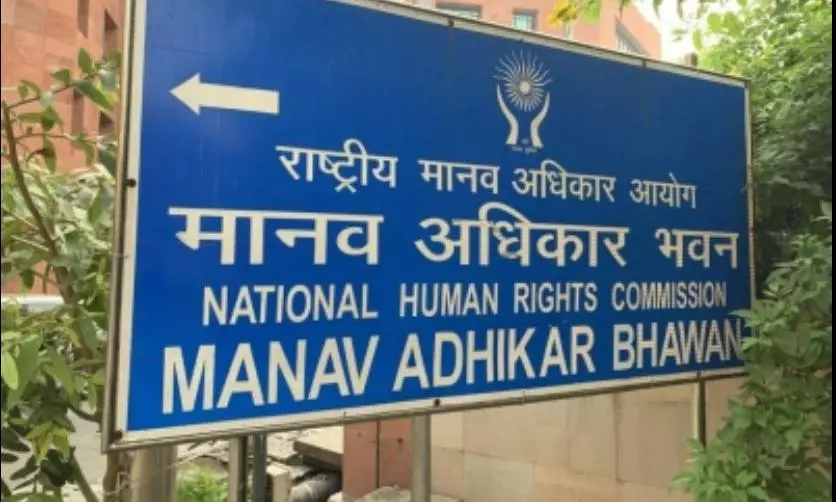 राष्ट्रीय मानव अधिकार आयोग
मानव अधिकार भवन
NATIONAL HUMAN RIGHTS COMMISSION
MANAV ADHIKAR BHAWAN